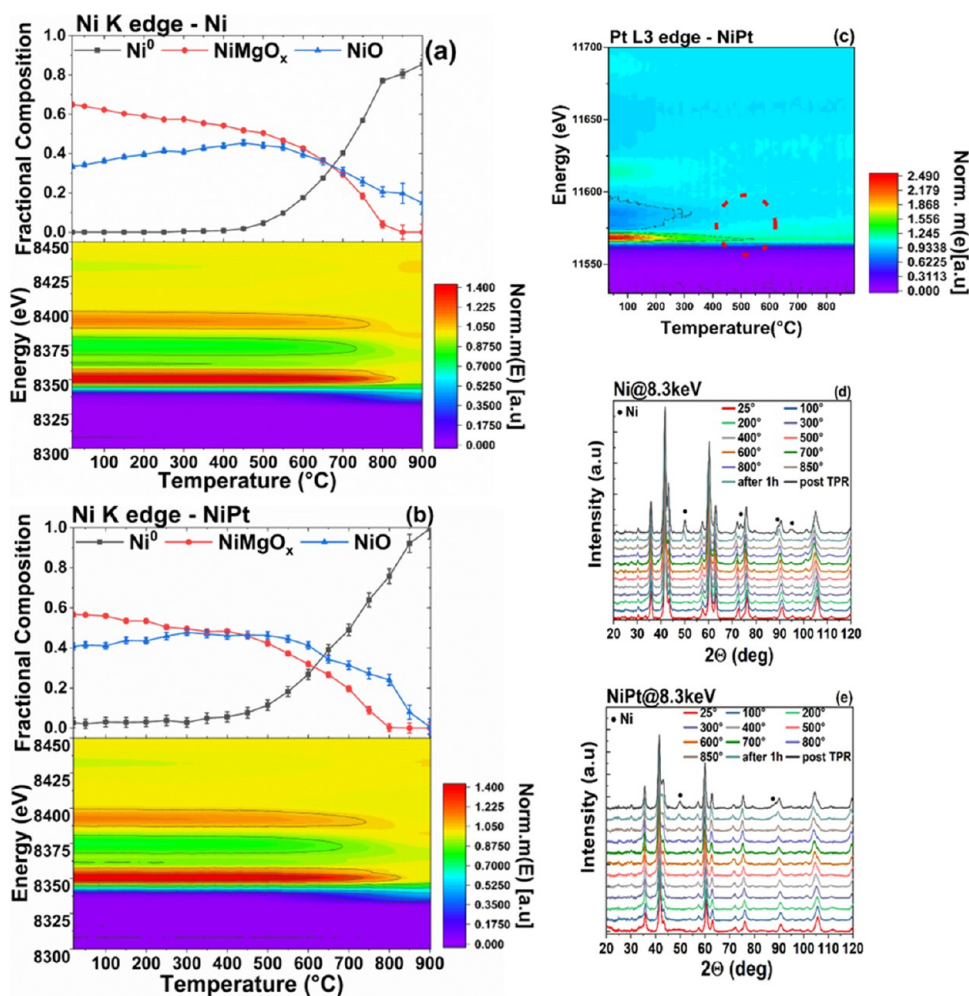 Ni K edge - Ni
Ni⁰ NiMgOₓ NiO
(a)
Fractional Composition
1.0
0.8
0.6
0.4
0.2
0.0
Energy (eV)
8450
8425
8400
8375
8350
8300
1.400
1.225
1.050
0.8750
0.7000
0.5250
0.3500
0.1750
0.000
Norm.m(E) [a.u]
100 200 300 400 500 600 700 800 900
Temperature (°C)
Ni K edge - NiPt
(b)
Ni⁰ NiMgOₓ NiO
Fractional Composition
1.0
0.8
0.6
0.4
0.2
0.0
Energy (eV)
8450
8425
8400
8375
8350
8300
1.400
1.225
1.050
0.8750
0.7000
0.5250
0.3500
0.1750
0.000
Norm.m(E) [a.u]
100 200 300 400 500 600 700 800 900
Temperature (°C)
Pt L3 edge - NiPt
(c)
Energy (eV)
11700
11650
11600
11550
100 200 300 400 500 600 700 800
Temperature(°C)
2.490
2.179
1.868
1.556
1.245
0.9338
0.6225
0.3113
0.000
Norm. m(e)[a.u]
Ni@8.3keV
(d)
• Ni
25° 100°
200° 300°
400° 500°
600° 700°
800° 850°
after 1h post TPR
Intensity (a.u)
20 30 40 50 60 70 80 90 100 110 120
2Θ (deg)
NiPt@8.3keV
(e)
• Ni
25° 100° 200°
300° 400° 500°
600° 700° 800°
850° after 1h post TPR
Intensity (a.u)
20 30 40 50 60 70 80 90 100 110 120
2Θ (deg)